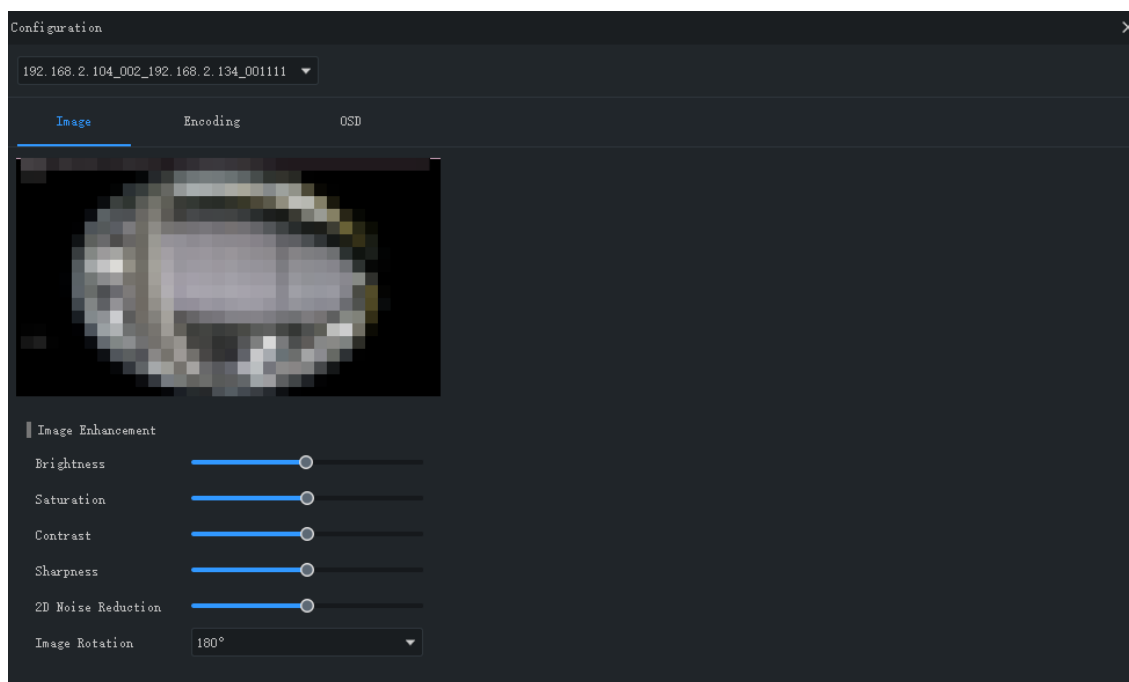 Configuration
192.168.2.104_002_192.168.2.134_001111
Image Encoding OSD
Image Enhancement
Brightness
Saturation
Contrast
Sharpness
2D Noise Reduction
Image Rotation 180°